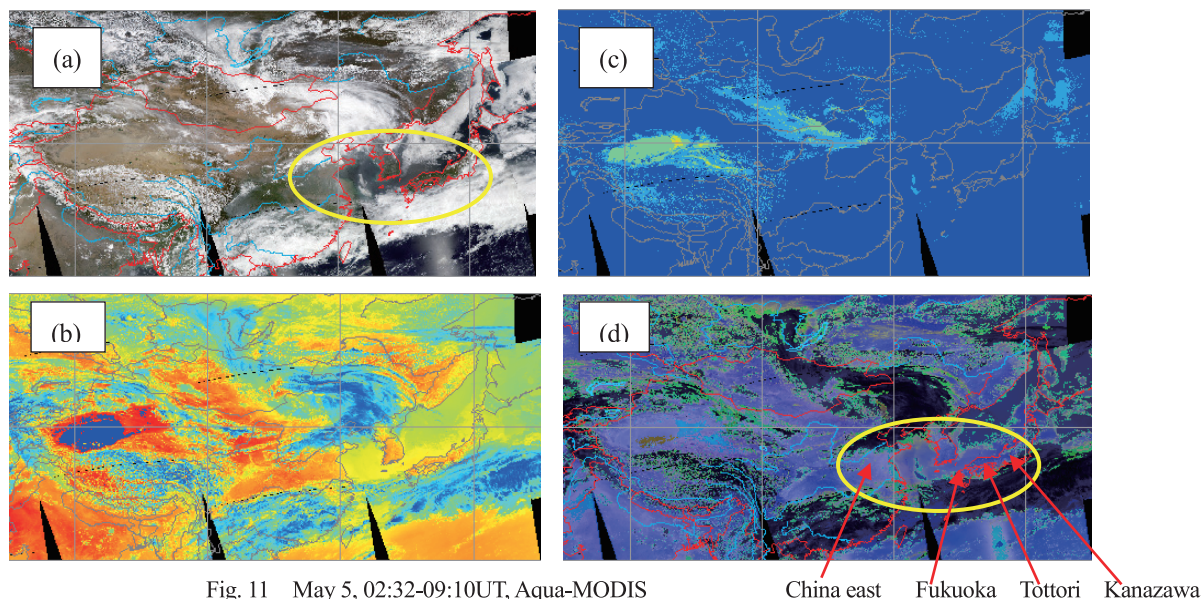 (a)
(c)
(b)
(d)
Fig. 11 May 5, 02:32-09:10UT, Aqua-MODIS
China east Fukuoka Tottori Kanazawa